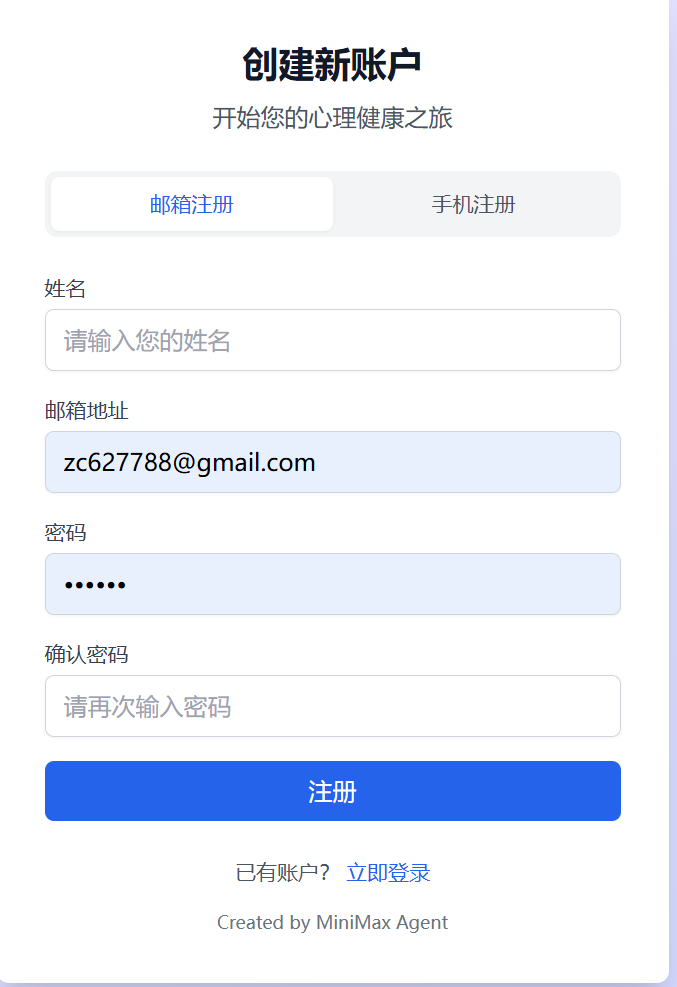 创建新账户
开始您的心理健康之旅
邮箱注册 手机注册
姓名
请输入您的姓名
邮箱地址
zc627788@gmail.com
密码
••••••
确认密码
请再次输入密码
注册
已有账户？ 立即登录
Created by MiniMax Agent